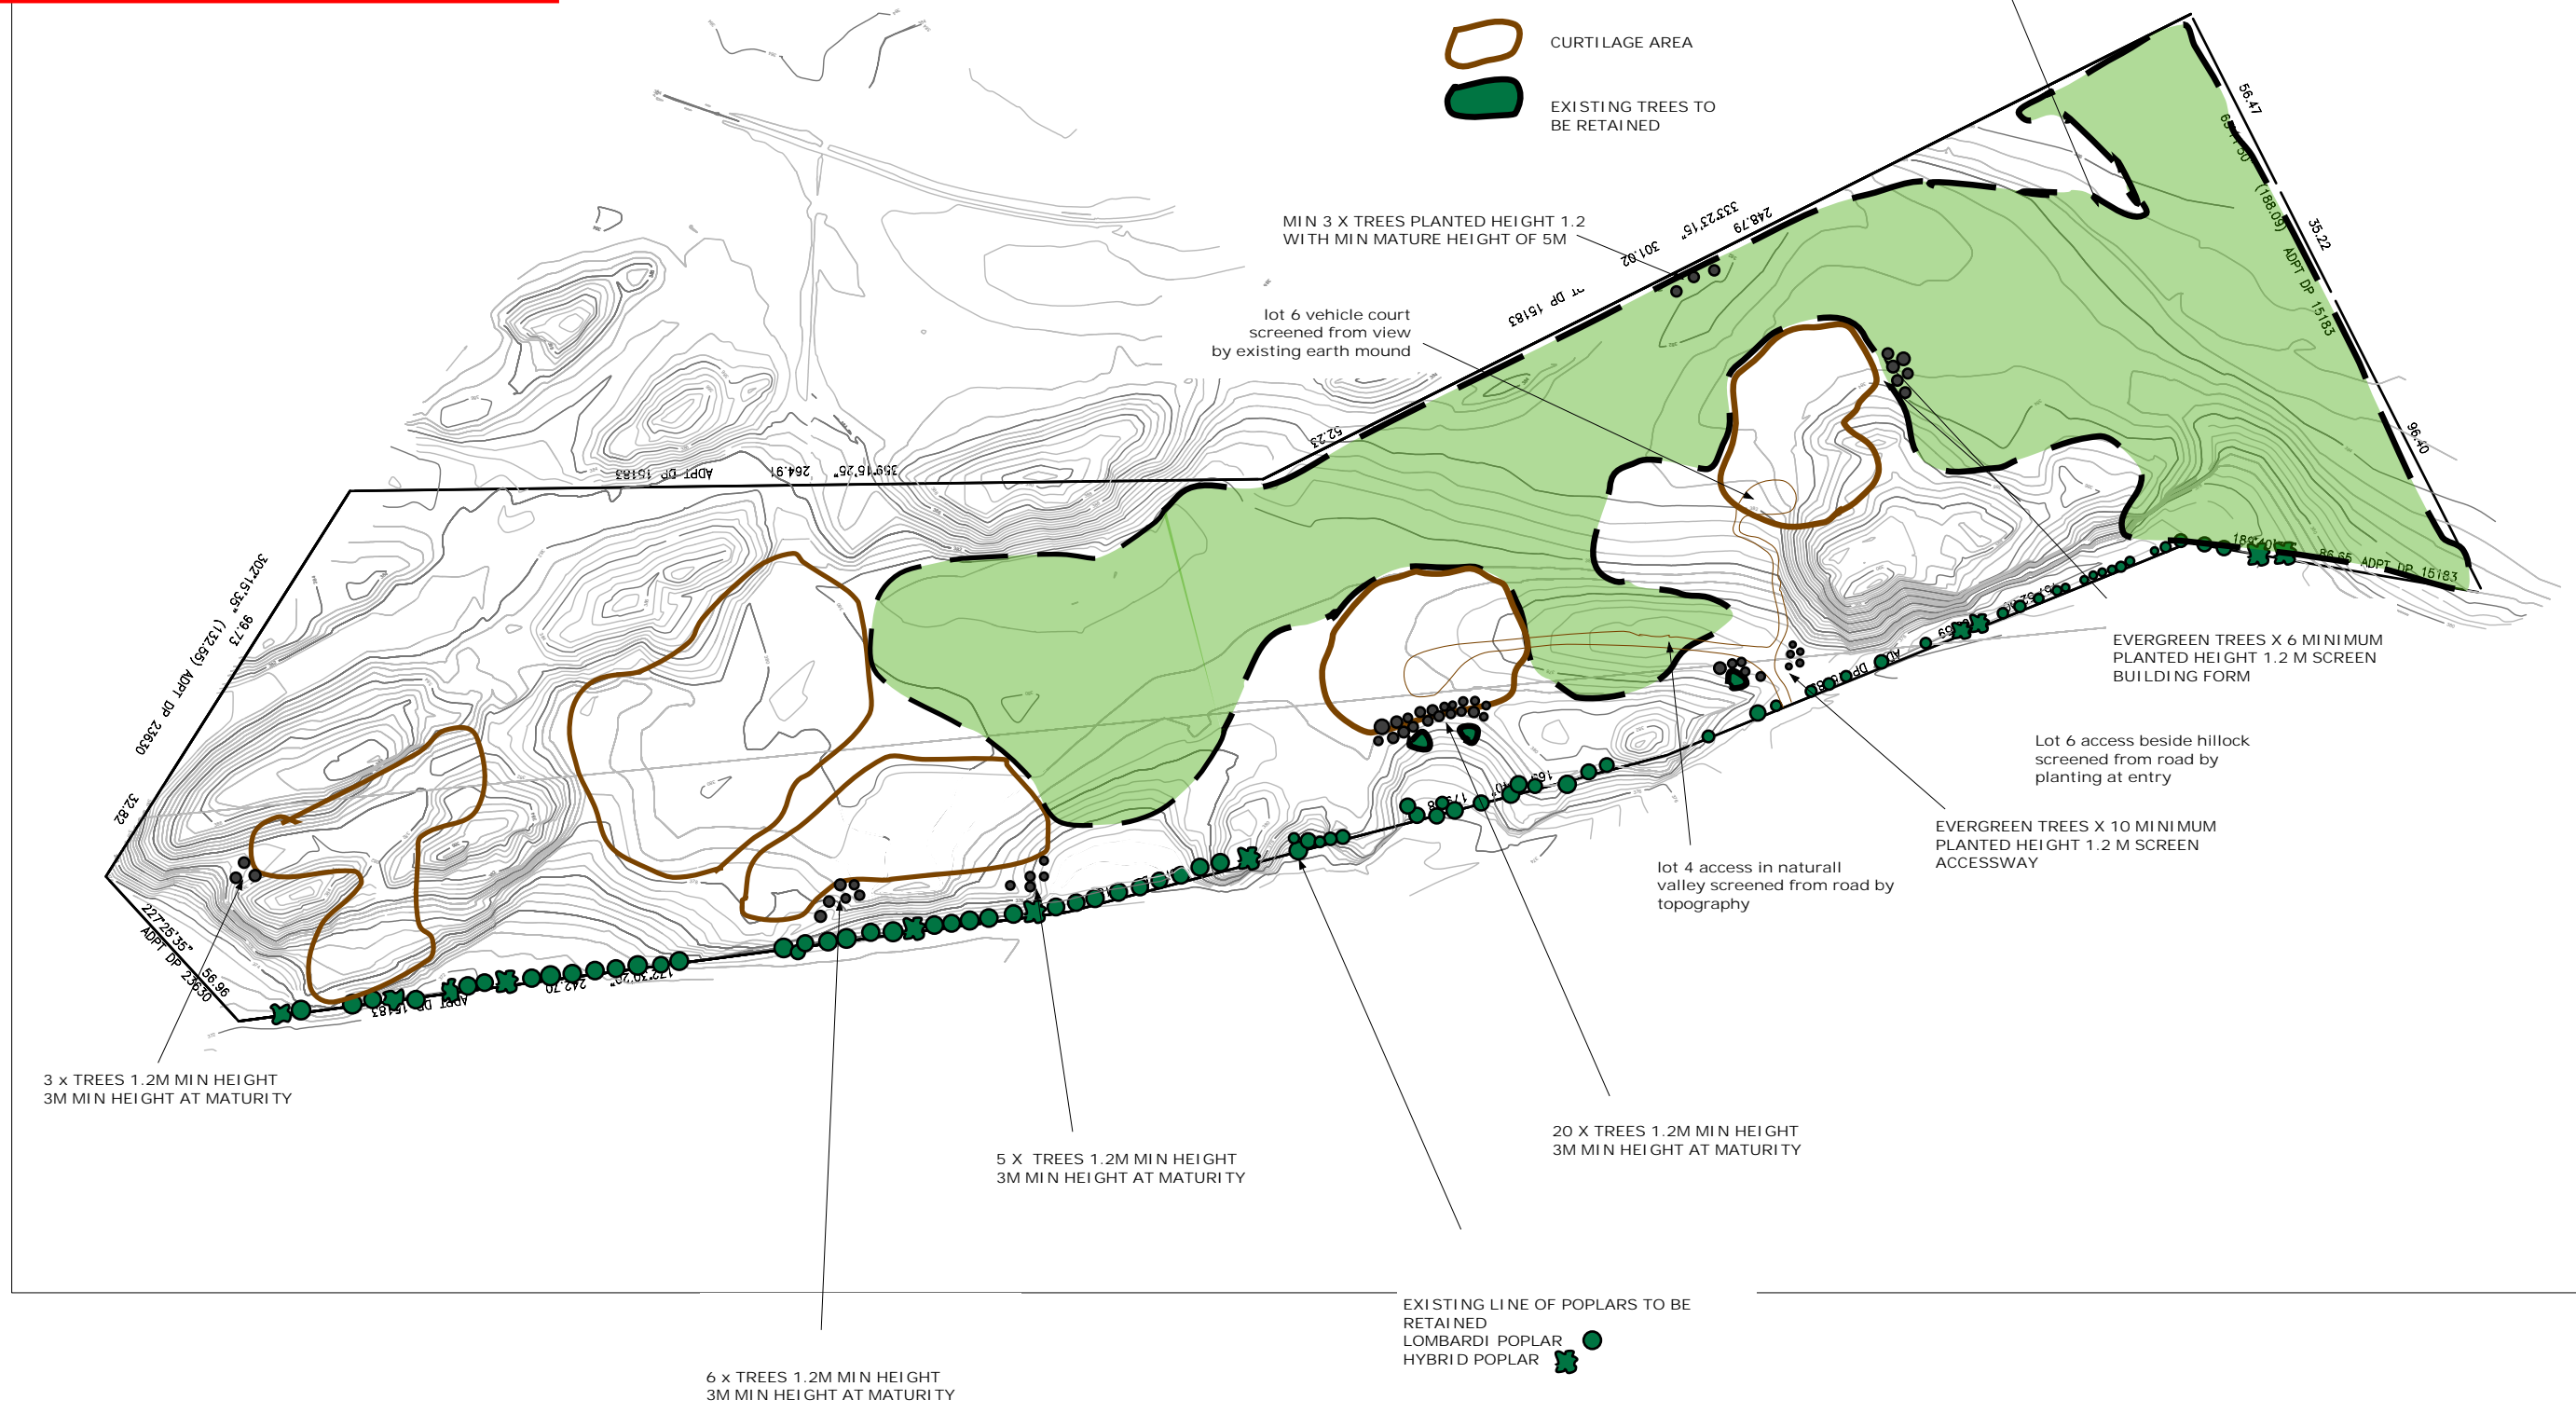 CURTILAGE AREA
EXISTING TREES TO
BE RETAINED
MIN 3 X TREES PLANTED HEIGHT 1.2
WITH MIN MATURE HEIGHT OF 5M
lot 6 vehicle court
screened from view
by existing earth mound
56.47
(188.09) ADPT DP 15183
35.22
96.40
248.79
333°23'15"
301.02
DP 15183
52.23
359°15'25"
264.91
ADPT DP 15183
302°15'35"
99.73
(132.55) ADPT DP 23630
32.82
227°25'35"
56.96
ADPT DP 23630
ADPT DP 15183
242.70
172°30'20"
86.65 ADPT DP 15183
EVERGREEN TREES X 6 MINIMUM
PLANTED HEIGHT 1.2 M SCREEN
BUILDING FORM
Lot 6 access beside hillock
screened from road by
planting at entry
EVERGREEN TREES X 10 MINIMUM
PLANTED HEIGHT 1.2 M SCREEN
ACCESSWAY
lot 4 access in naturall
valley screened from road by
topography
3 x TREES 1.2M MIN HEIGHT
3M MIN HEIGHT AT MATURITY
5 X TREES 1.2M MIN HEIGHT
3M MIN HEIGHT AT MATURITY
20 X TREES 1.2M MIN HEIGHT
3M MIN HEIGHT AT MATURITY
EXISTING LINE OF POPLARS TO BE
RETAINED
LOMBARDI POPLAR
HYBRID POPLAR
6 x TREES 1.2M MIN HEIGHT
3M MIN HEIGHT AT MATURITY